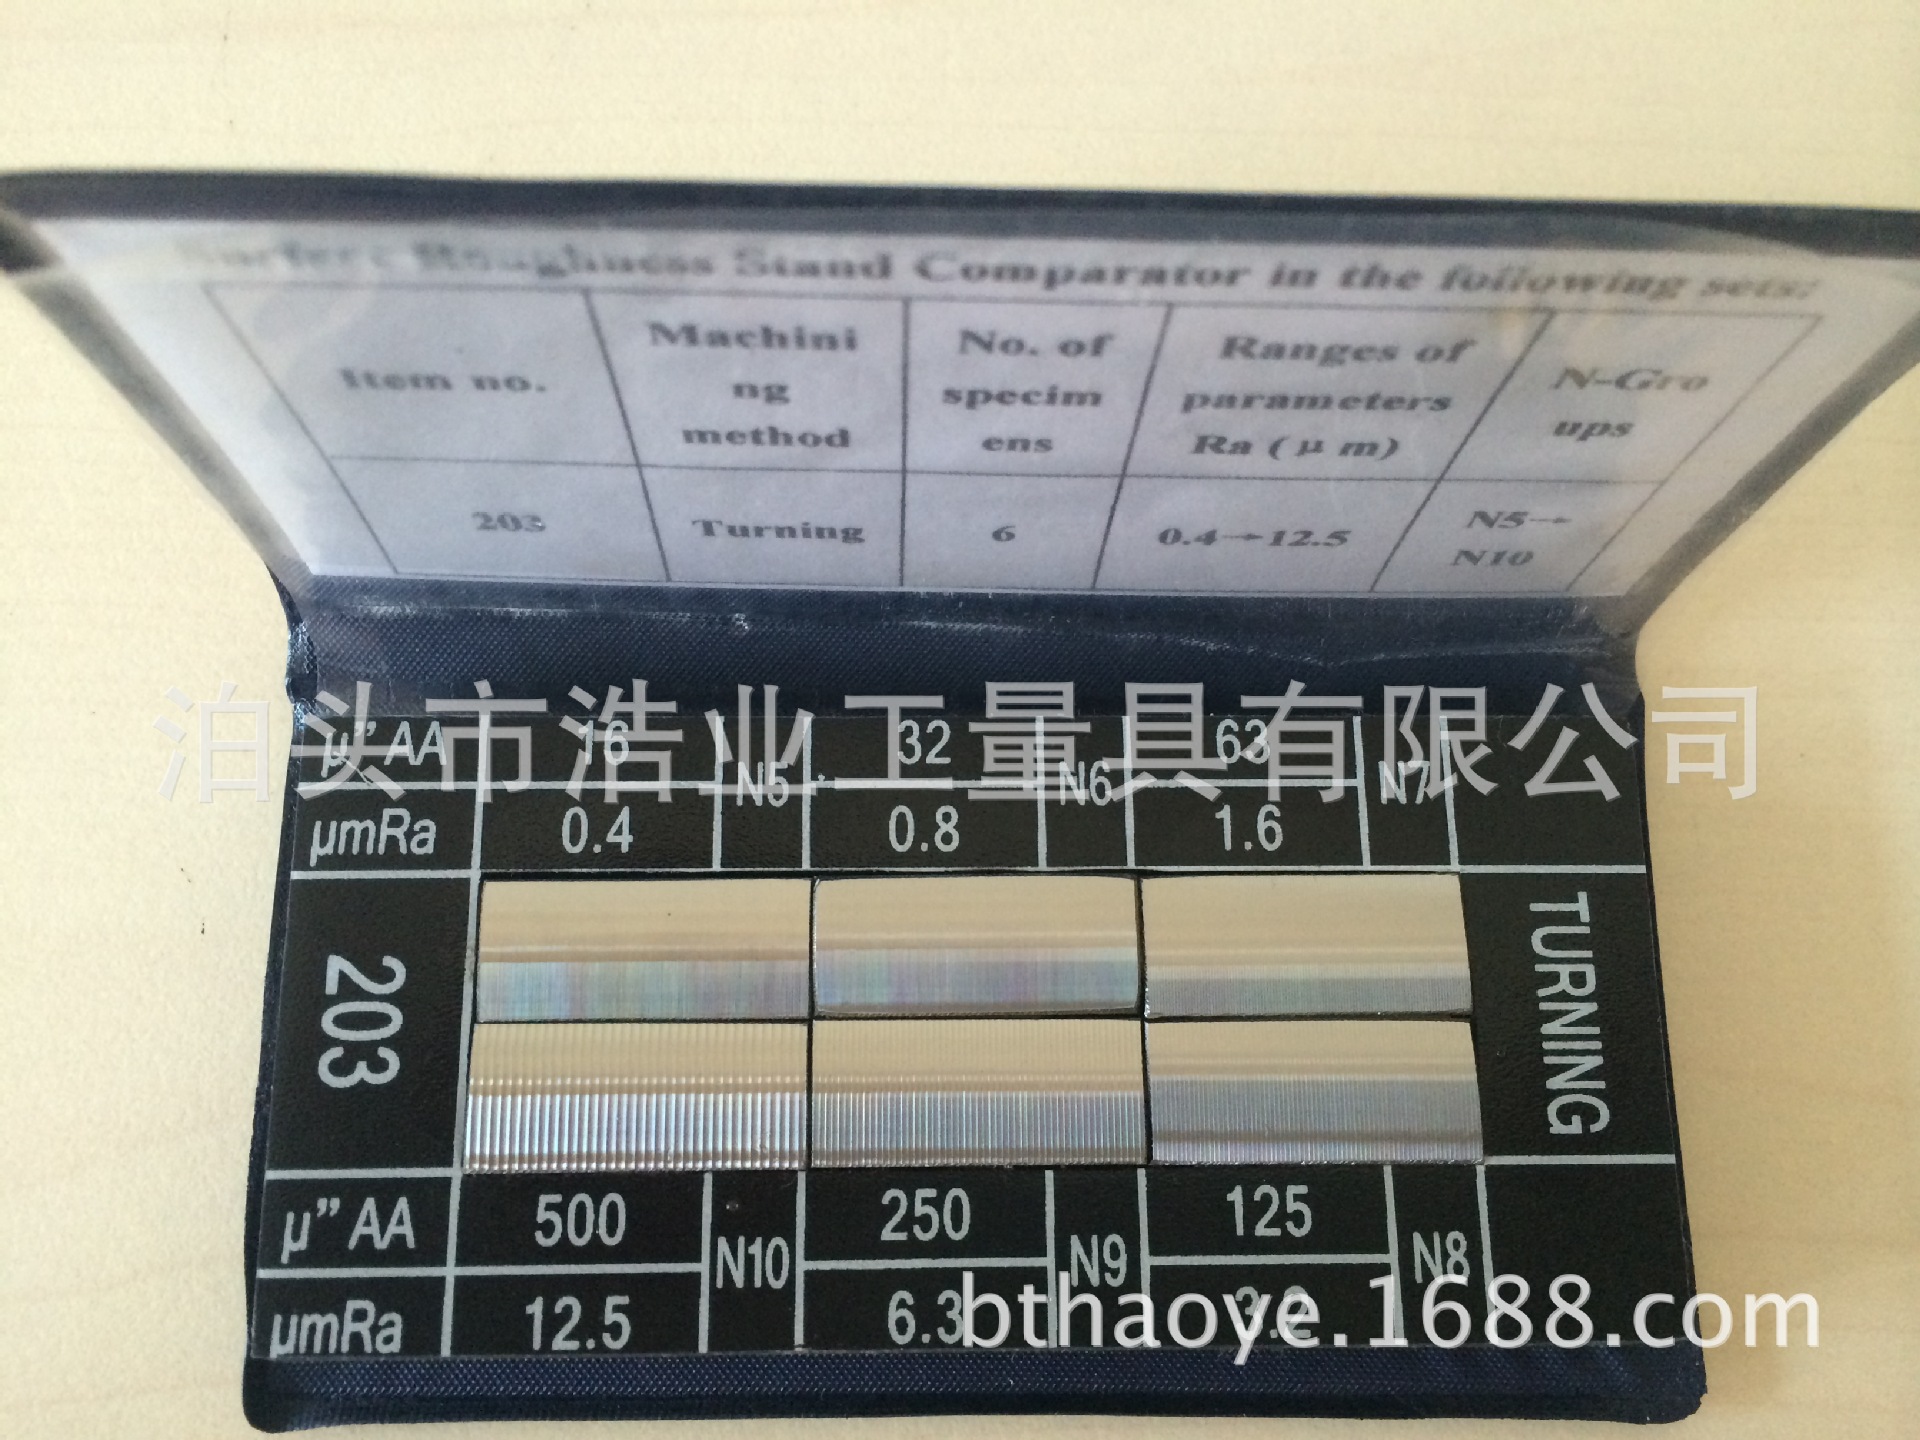 Surface Roughness Stand Comparator in the following sets:
Item no.
Machini
ng
method
No. of
specim
ens
Ranges of
parameters
Ra (μ m)
N-Gro
ups
203
Turning
6
0.4→12.5
N5→
N10
泊头市浩业工量具有限公司
μ” AA
16
N5
32
N6
63
N7
μmRa
0.4
0.8
1.6
203
TURNING
μ” AA
500
N10
250
N9
125
N8
μmRa
12.5
6.3
3.2
bthaoye.1688.com